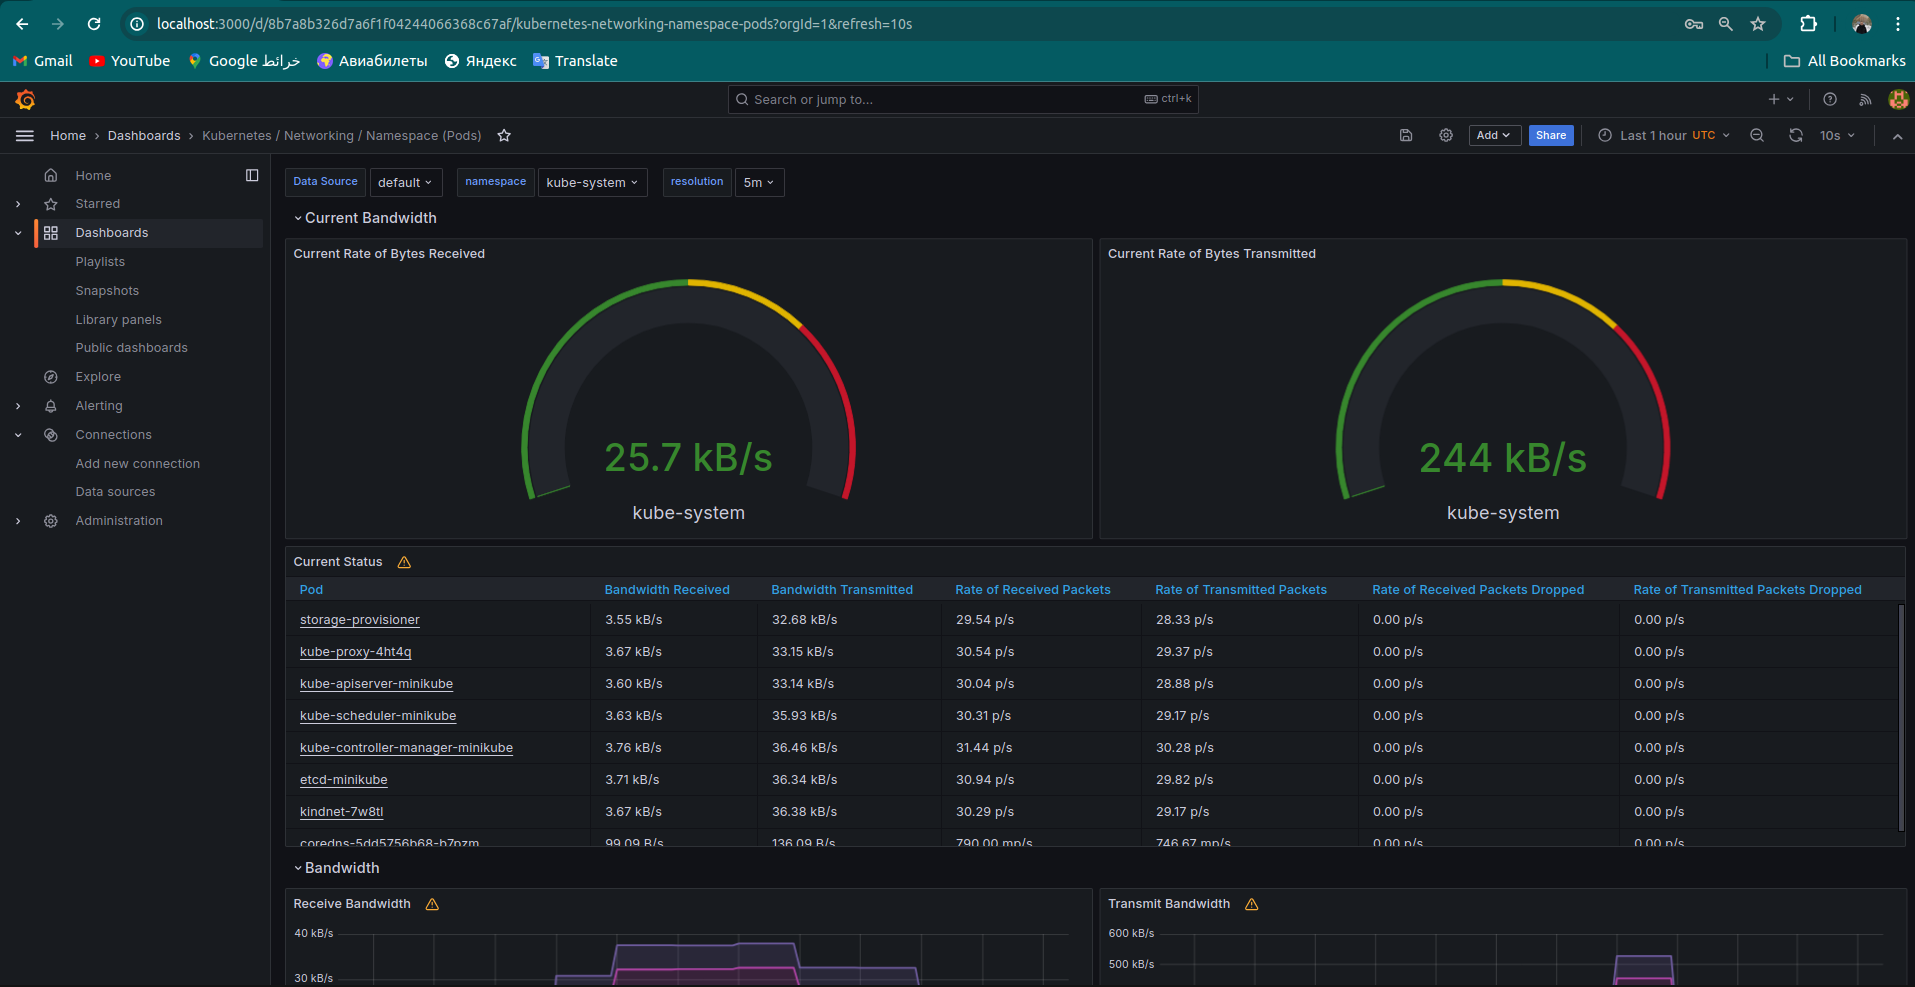 localhost:3000/d/8b7a8b326d7a6f1f04244066368c67af/kubernetes-networking-namespace-pods?orgId=1&refresh=10s
Gmail YouTube Google خرائط Авиабилеты Яндекс Translate All Bookmarks
Search or jump to... ctrl+k
Home › Dashboards › Kubernetes / Networking / Namespace (Pods) Add Share Last 1 hour UTC 10s
Home
Starred
Dashboards
Playlists
Snapshots
Library panels
Public dashboards
Explore
Alerting
Connections
Add new connection
Data sources
Administration
Data Source default namespace kube-system resolution 5m
Current Bandwidth
Current Rate of Bytes Received
25.7 kB/s
kube-system
Current Rate of Bytes Transmitted
244 kB/s
kube-system
Current Status
Pod Bandwidth Received Bandwidth Transmitted Rate of Received Packets Rate of Transmitted Packets Rate of Received Packets Dropped Rate of Transmitted Packets Dropped
storage-provisioner 3.55 kB/s 32.68 kB/s 29.54 p/s 28.33 p/s 0.00 p/s 0.00 p/s
kube-proxy-4ht4q 3.67 kB/s 33.15 kB/s 30.54 p/s 29.37 p/s 0.00 p/s 0.00 p/s
kube-apiserver-minikube 3.60 kB/s 33.14 kB/s 30.04 p/s 28.88 p/s 0.00 p/s 0.00 p/s
kube-scheduler-minikube 3.63 kB/s 35.93 kB/s 30.31 p/s 29.17 p/s 0.00 p/s 0.00 p/s
kube-controller-manager-minikube 3.76 kB/s 36.46 kB/s 31.44 p/s 30.28 p/s 0.00 p/s 0.00 p/s
etcd-minikube 3.71 kB/s 36.34 kB/s 30.94 p/s 29.82 p/s 0.00 p/s 0.00 p/s
kindnet-7w8tl 3.67 kB/s 36.38 kB/s 30.29 p/s 29.17 p/s 0.00 p/s 0.00 p/s
coredns-5dd5756b68-b7pzm 99.09 B/s 136.09 B/s 790.00 mp/s 746.67 mp/s 0.00 p/s 0.00 p/s
Bandwidth
Receive Bandwidth
40 kB/s
30 kB/s
Transmit Bandwidth
600 kB/s
500 kB/s